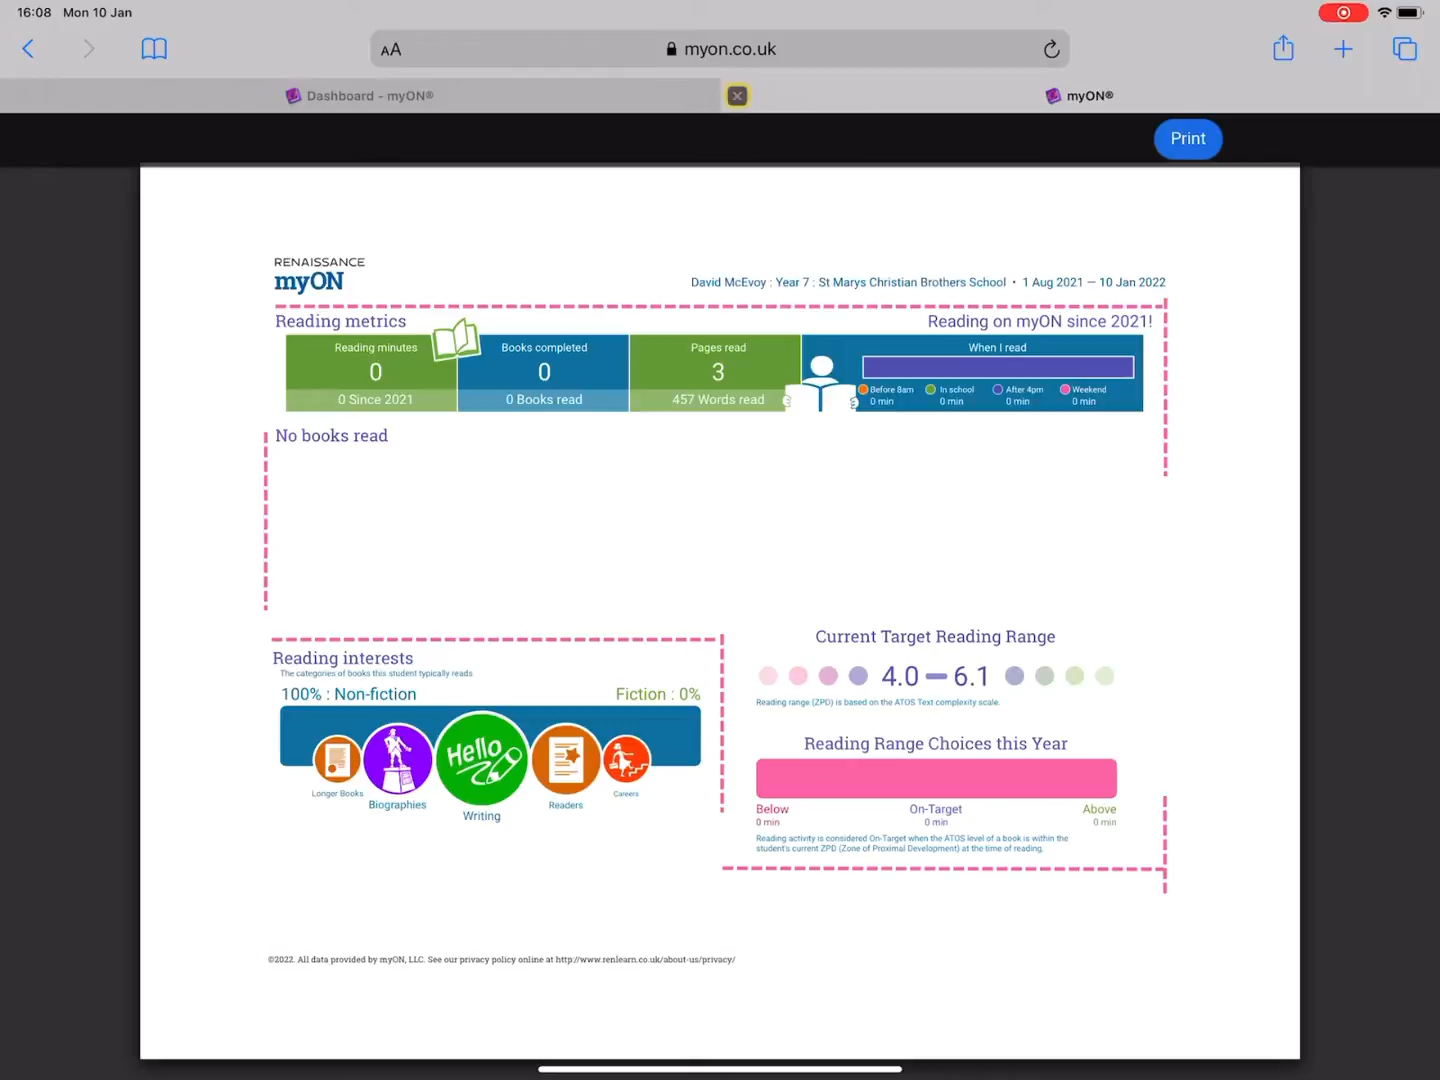 16:08 Mon 10 Jan
AA
myon.co.uk
Dashboard - myON®
myON®
Print
RENAISSANCE
myON
David McEvoy : Year 7 : St Marys Christian Brothers School • 1 Aug 2021 — 10 Jan 2022
Reading metrics
Reading on myON since 2021!
Reading minutes
0
0 Since 2021
Books completed
0
0 Books read
Pages read
3
457 Words read
When I read
Before 8am
0 min
In school
0 min
After 4pm
0 min
Weekend
0 min
No books read
Reading interests
The categories of books this student typically reads
100% : Non-fiction
Fiction : 0%
Hello
Longer Books
Biographies
Writing
Readers
Careers
Current Target Reading Range
4.0 — 6.1
Reading range (ZPD) is based on the ATOS Text complexity scale.
Reading Range Choices this Year
Below
0 min
On-Target
0 min
Above
0 min
Reading activity is considered On-Target when the ATOS level of a book is within the
student's current ZPD (Zone of Proximal Development) at the time of reading.
©2022. All data provided by myON, LLC. See our privacy policy online at http://www.renlearn.co.uk/about-us/privacy/